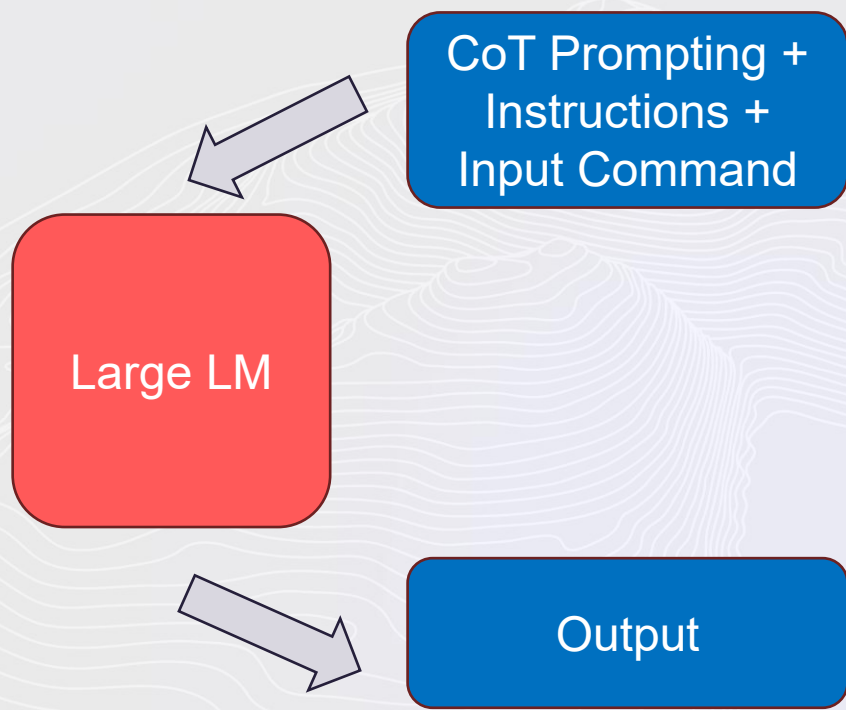 CoT Prompting +
Instructions +
Input Command
Large LM
Output